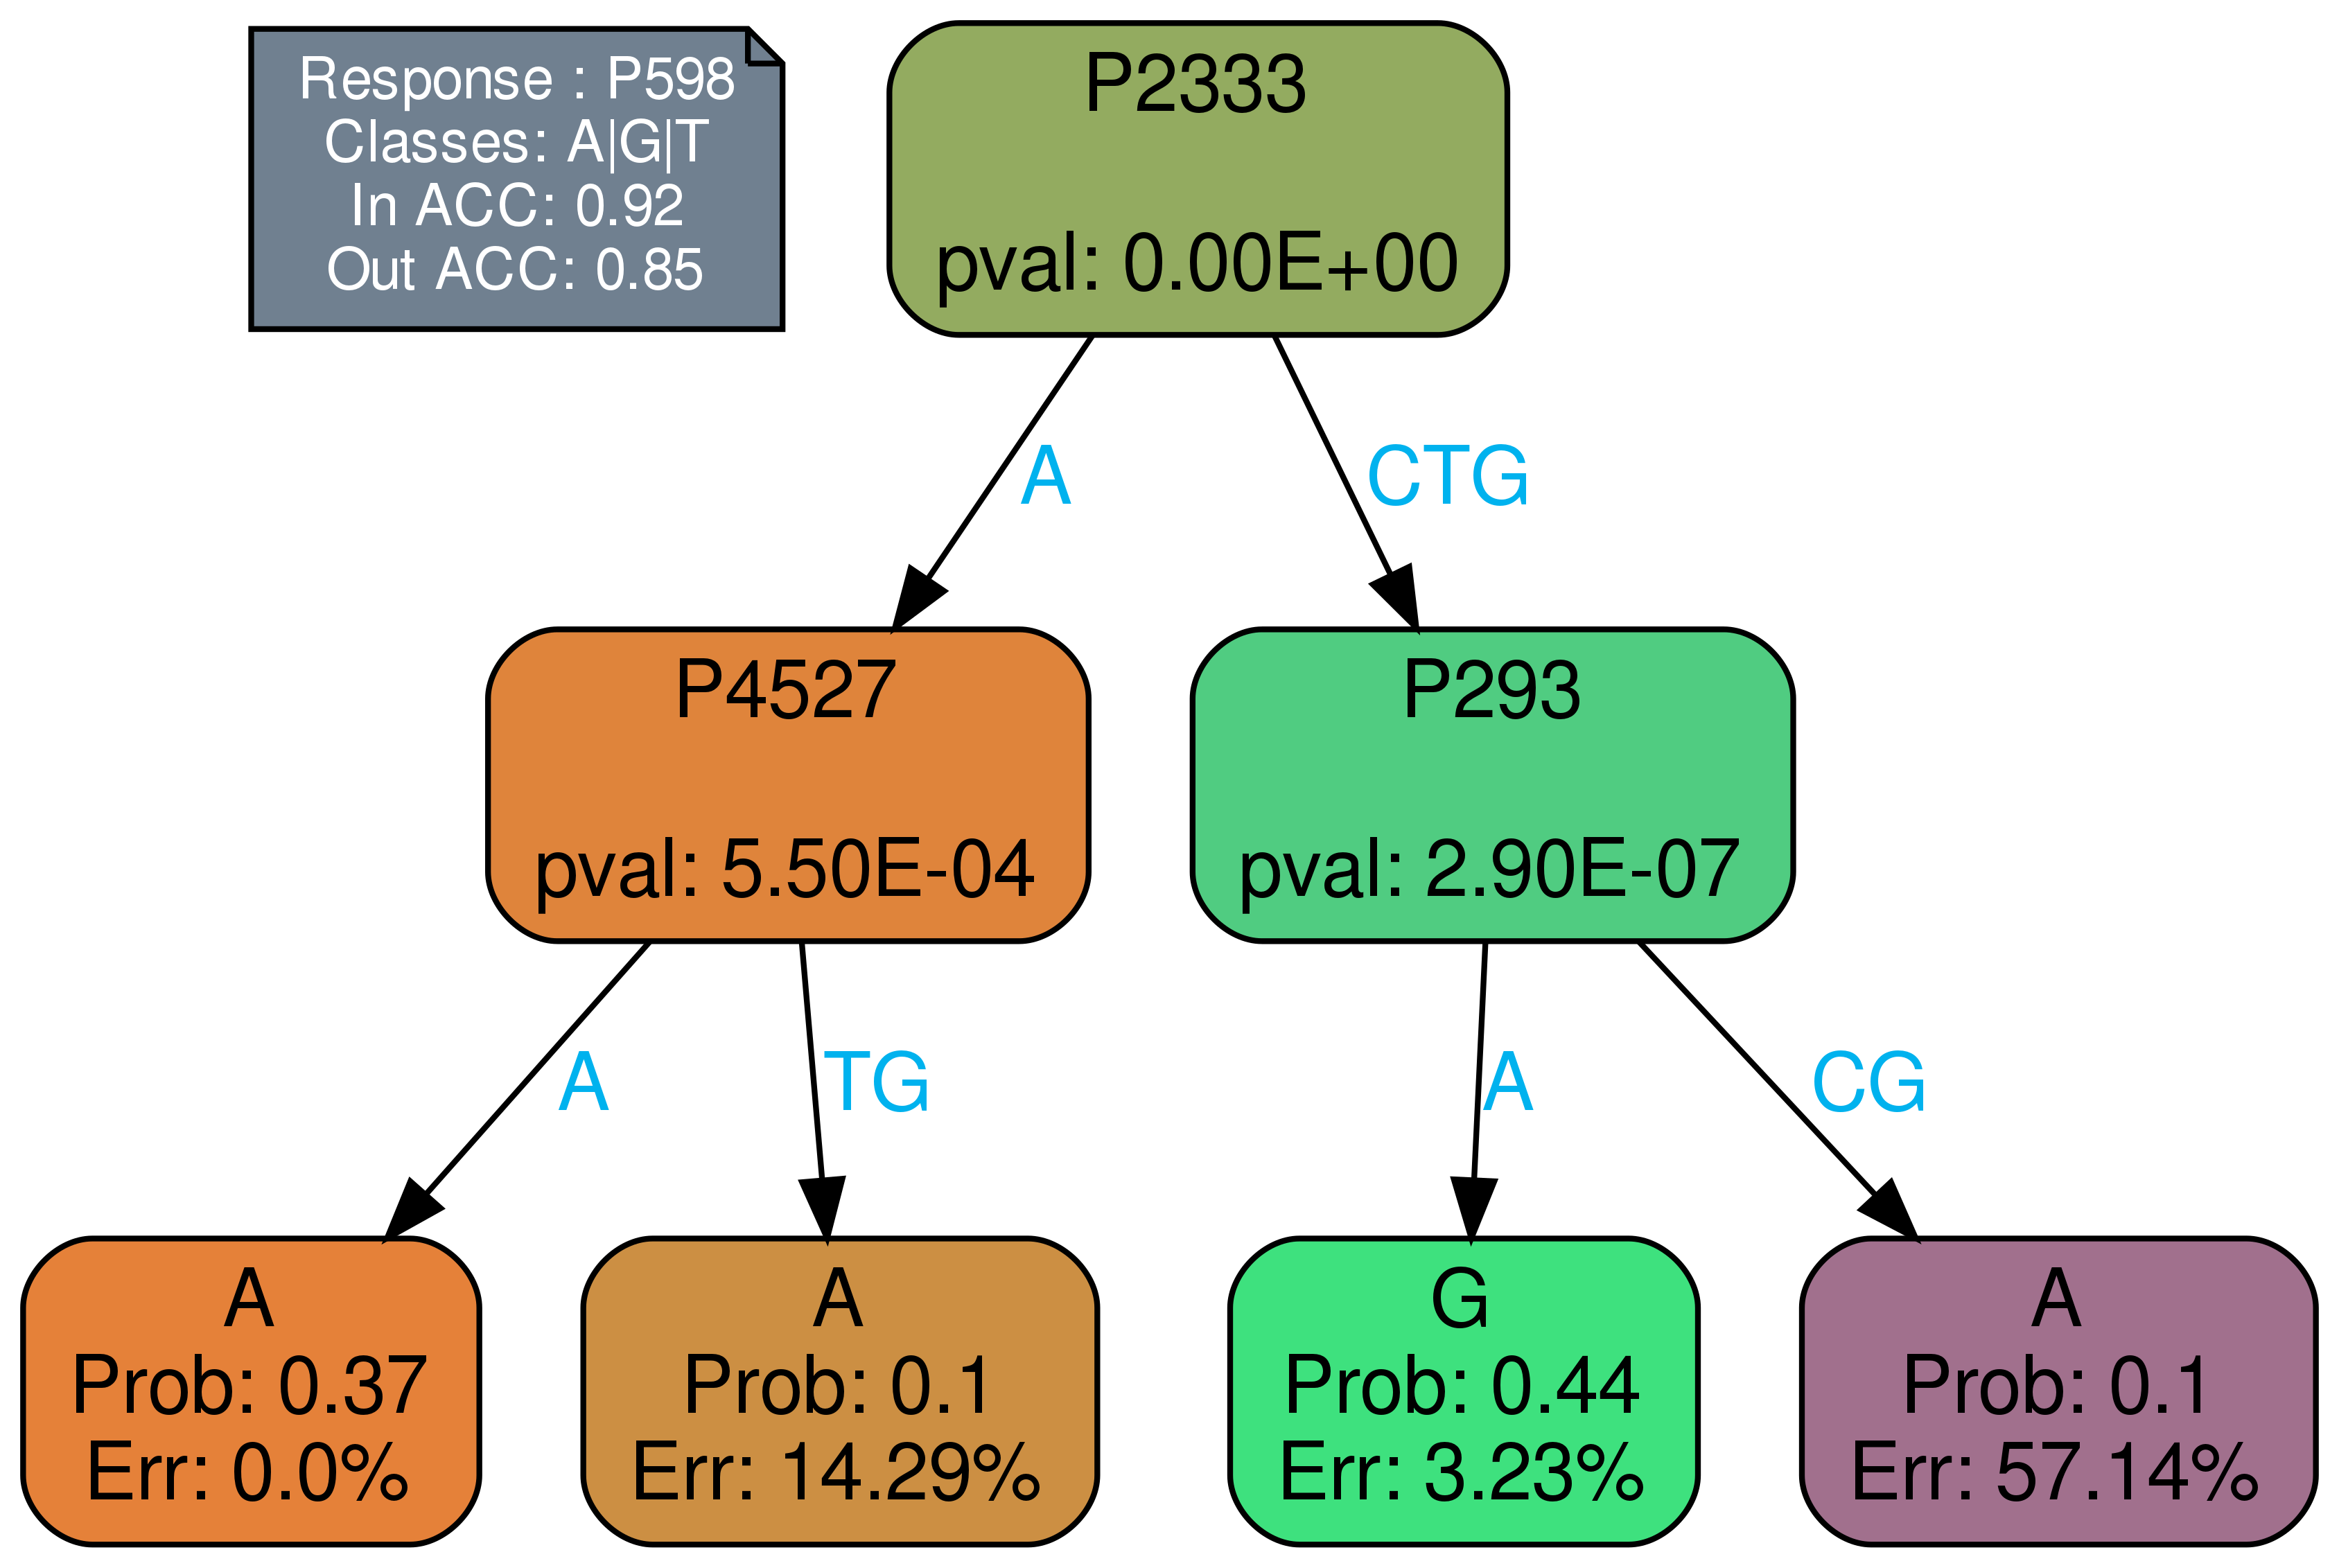 Response : P598
Classes: A|G|T
In ACC: 0.92
Out ACC: 0.85
P2333
pval: 0.00E+00
A
CTG
P4527
pval: 5.50E-04
P293
pval: 2.90E-07
A
TG
A
CG
A
Prob: 0.37
Err: 0.0%
A
Prob: 0.1
Err: 14.29%
G
Prob: 0.44
Err: 3.23%
A
Prob: 0.1
Err: 57.14%